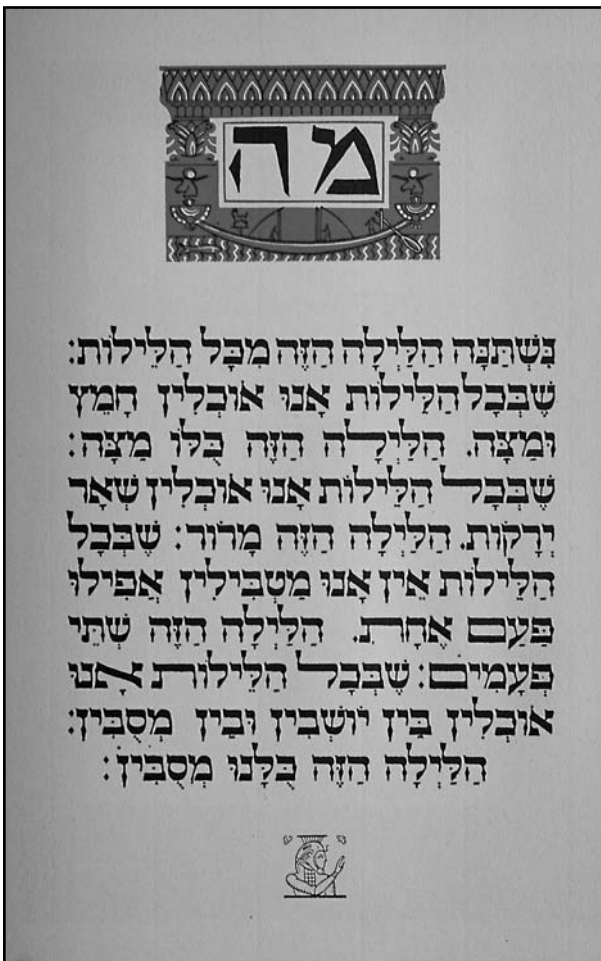 מה
נִּשְׁתַּנָּה הַלַּיְלָה הַזֶּה מִכָּל הַלֵּילוֹת:
שֶׁבְּכָל הַלֵּילוֹת אָנוּ אוֹכְלִין חָמֵץ
וּמַצָּה. הַלַּיְלָה הַזֶּה כֻּלּוֹ מַצָּה:
שֶׁבְּכָל הַלֵּילוֹת אָנוּ אוֹכְלִין שְׁאָר
יְרָקוֹת. הַלַּיְלָה הַזֶּה מָרוֹר: שֶׁבְּכָל
הַלֵּילוֹת אֵין אָנוּ מַטְבִּילִין אֲפִילוּ
פַּעַם אֶחָת. הַלַּיְלָה הַזֶּה שְׁתֵּי
פְּעָמִים: שֶׁבְּכָל הַלֵּילוֹת אָנוּ
אוֹכְלִין בֵּין יוֹשְׁבִין וּבֵין מְסֻבִּין:
הַלַּיְלָה הַזֶּה כֻּלָּנוּ מְסֻבִּין: